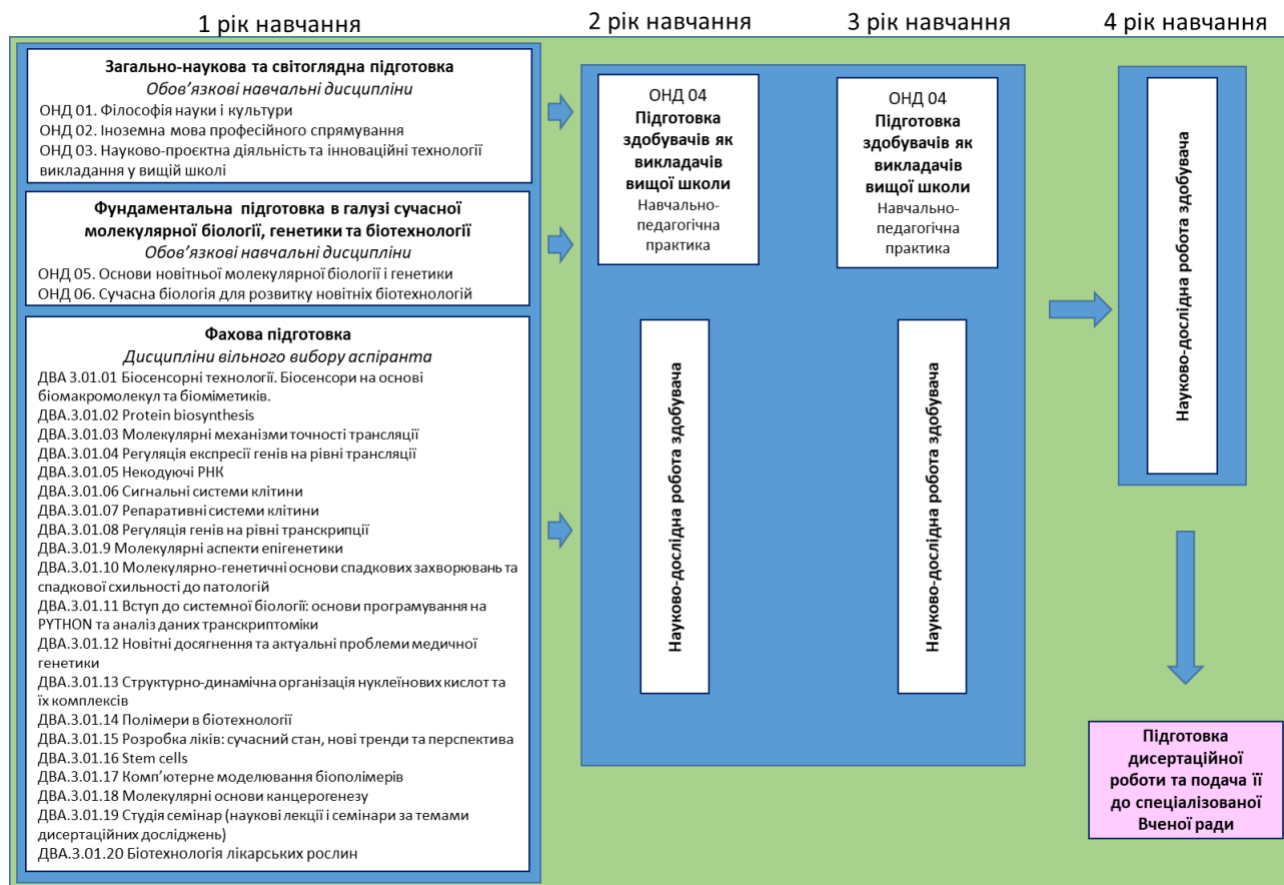 1 рік навчання
2 рік навчання
3 рік навчання
4 рік навчання
Загально-наукова та світоглядна підготовка
Обов’язкові навчальні дисципліни
ОНД 01. Філософія науки і культури
ОНД 02. Іноземна мова професійного спрямування
ОНД 03. Науково-проєктна діяльність та інноваційні технології
викладання у вищій школі
Фундаментальна підготовка в галузі сучасної
молекулярної біології, генетики та біотехнології
Обов’язкові навчальні дисципліни
ОНД 05. Основи новітньої молекулярної біології і генетики
ОНД 06. Сучасна біологія для розвитку новітніх біотехнологій
Фахова підготовка
Дисципліни вільного вибору аспіранта
ДВА 3.01.01 Біосенсорні технології. Біосенсори на основі
біомакромолекул та біоміметиків.
ДВА.3.01.02 Protein biosynthesis
ДВА.3.01.03 Молекулярні механізми точності трансляції
ДВА.3.01.04 Регуляція експресії генів на рівні трансляції
ДВА.3.01.05 Некодуючі РНК
ДВА.3.01.06 Сигнальні системи клітини
ДВА.3.01.07 Репаративні системи клітини
ДВА.3.01.08 Регуляція генів на рівні транскрипції
ДВА.3.01.9 Молекулярні аспекти епігенетики
ДВА.3.01.10 Молекулярно-генетичні основи спадкових захворювань та
спадкової схильності до патологій
ДВА.3.01.11 Вступ до системної біології: основи програмування на
PYTHON та аналіз даних транскриптоміки
ДВА.3.01.12 Новітні досягнення та актуальні проблеми медичної
генетики
ДВА.3.01.13 Структурно-динамічна організація нуклеїнових кислот та
їх комплексів
ДВА.3.01.14 Полімери в біотехнології
ДВА.3.01.15 Розробка ліків: сучасний стан, нові тренди та перспектива
ДВА.3.01.16 Stem cells
ДВА.3.01.17 Комп’ютерне моделювання біополімерів
ДВА.3.01.18 Молекулярні основи канцерогенезу
ДВА.3.01.19 Студія семінар (наукові лекції і семінари за темами
дисертаційних досліджень)
ДВА.3.01.20 Біотехнологія лікарських рослин
ОНД 04
Підготовка
здобувачів як
викладачів
вищої школи
Навчально-
педагогічна
практика
Науково-дослідна робота здобувача
ОНД 04
Підготовка
здобувачів як
викладачів
вищої школи
Навчально-
педагогічна
практика
Науково-дослідна робота здобувача
Науково-дослідна робота здобувача
Підготовка
дисертаційної
роботи та подача її
до спеціалізованої
Вченої ради